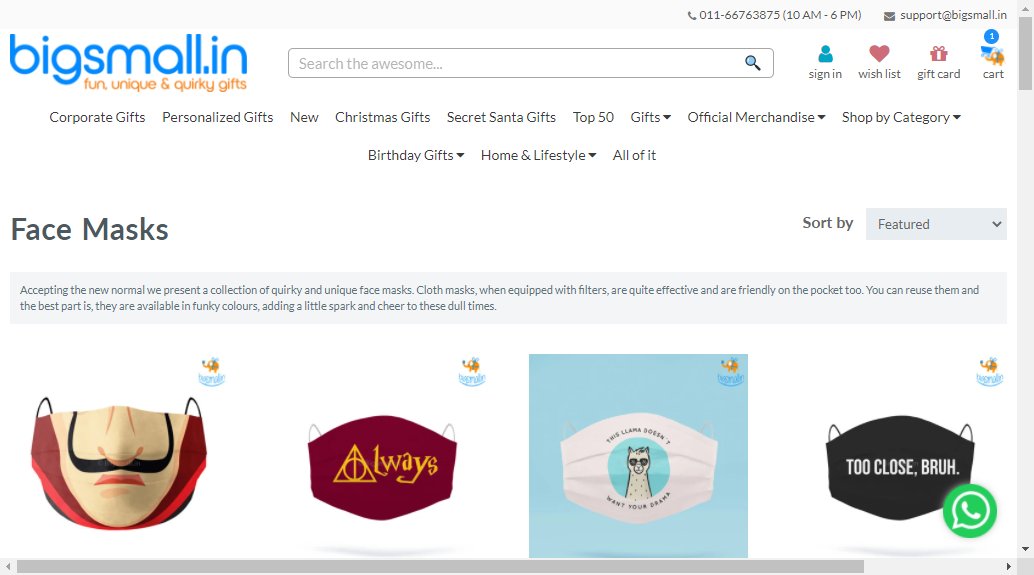 011-66763875 (10 AM - 6 PM) support@bigsmall.in
bigsmall.in
fun, unique & quirky gifts
Search the awesome...
1
sign in wish list gift card cart
Corporate Gifts Personalized Gifts New Christmas Gifts Secret Santa Gifts Top 50 Gifts Official Merchandise Shop by Category
Birthday Gifts Home & Lifestyle All of it
Face Masks
Sort by Featured
Accepting the new normal we present a collection of quirky and unique face masks. Cloth masks, when equipped with filters, are quite effective and are friendly on the pocket too. You can reuse them and
the best part is, they are available in funky colours, adding a little spark and cheer to these dull times.
bigsmall.in bigsmall.in bigsmall.in bigsmall.in
Always
THIS LLAMA DOESN'T
WANT YOUR DRAMA
TOO CLOSE, BRUH.